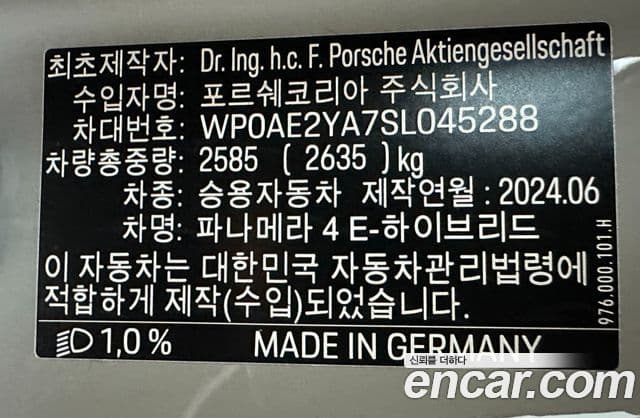 최초제작자: Dr. Ing. h.c. F. Porsche Aktiengesellschaft
수입자명: 포르쉐코리아 주식회사
차대번호: WP0AE2YA7SL045288
차량총중량: 2585 ( 2635 ) kg
차종: 승용자동차 제작연월 : 2024.06
차명: 파나메라 4 E-하이브리드
이 자동차는 대한민국 자동차관리법령에
적합하게 제작(수입)되었습니다.
1,0 % MADE IN GERMANY
976.000.101.H
신뢰를 더하다
encar.com